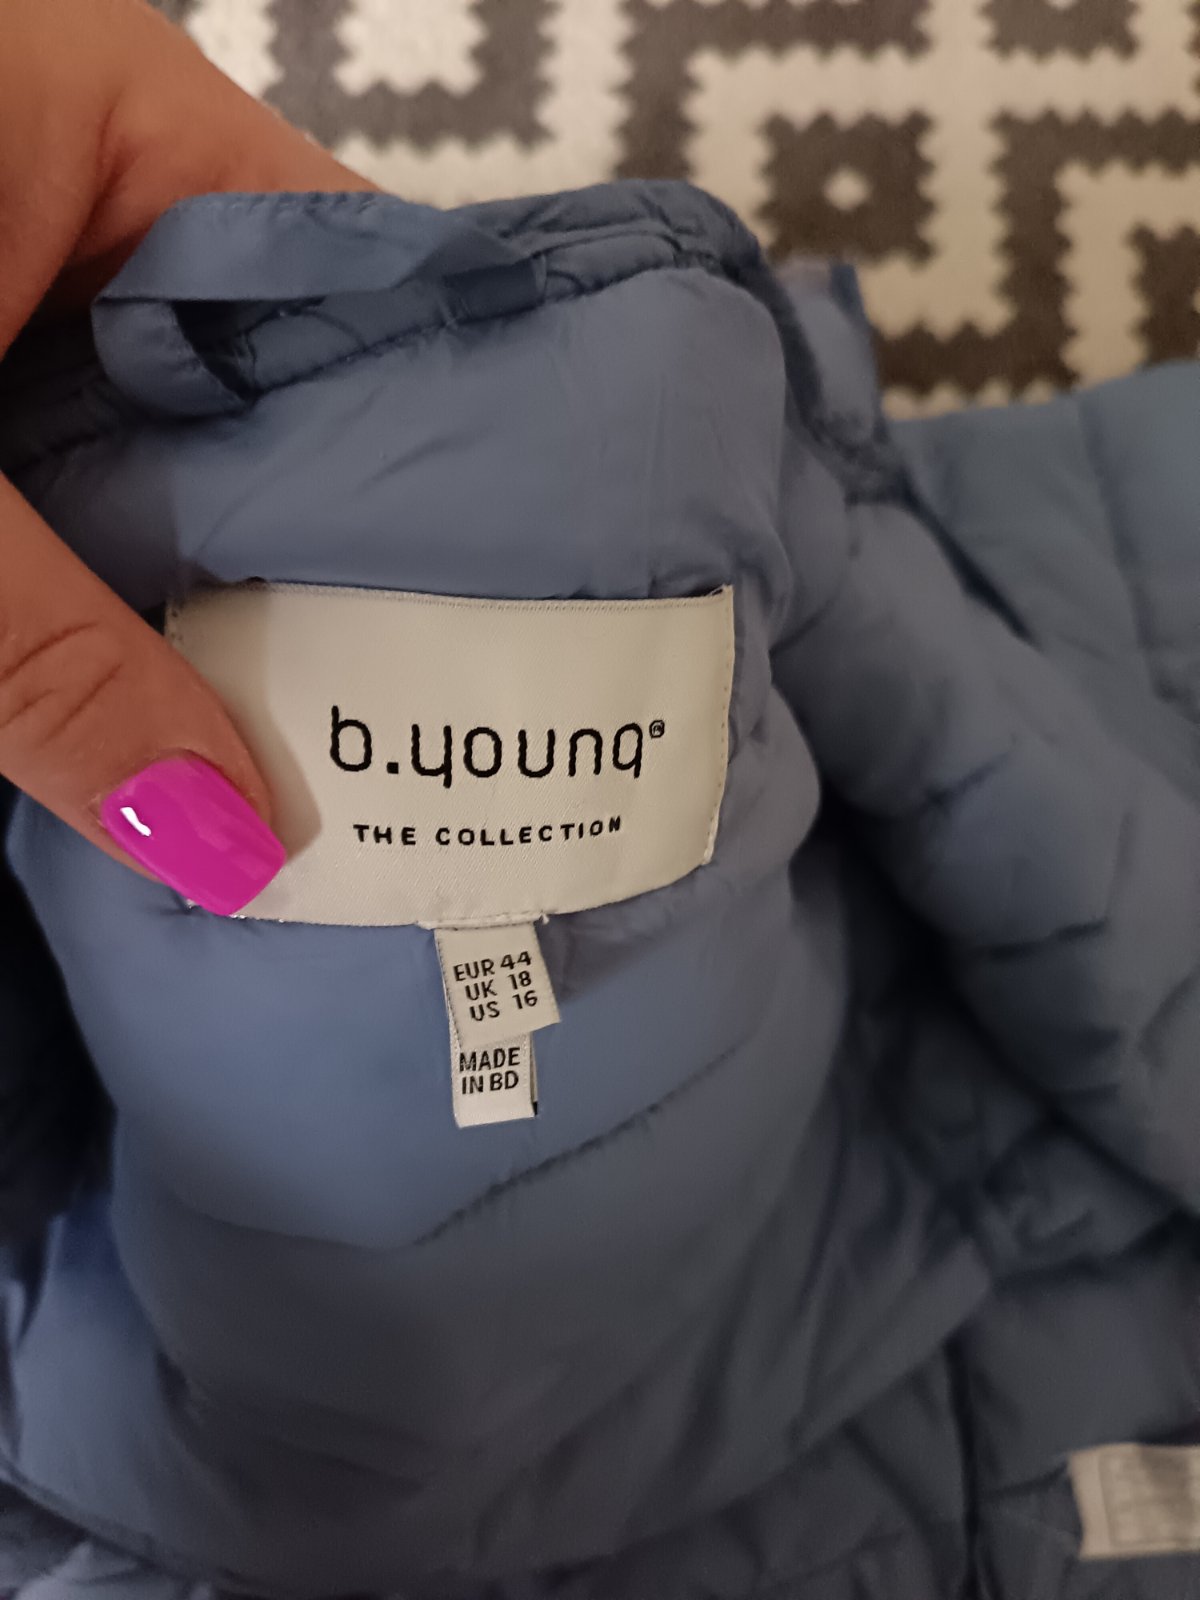 b.young®
THE COLLECTION
EUR 44
UK 18
US 16
MADE
IN BD